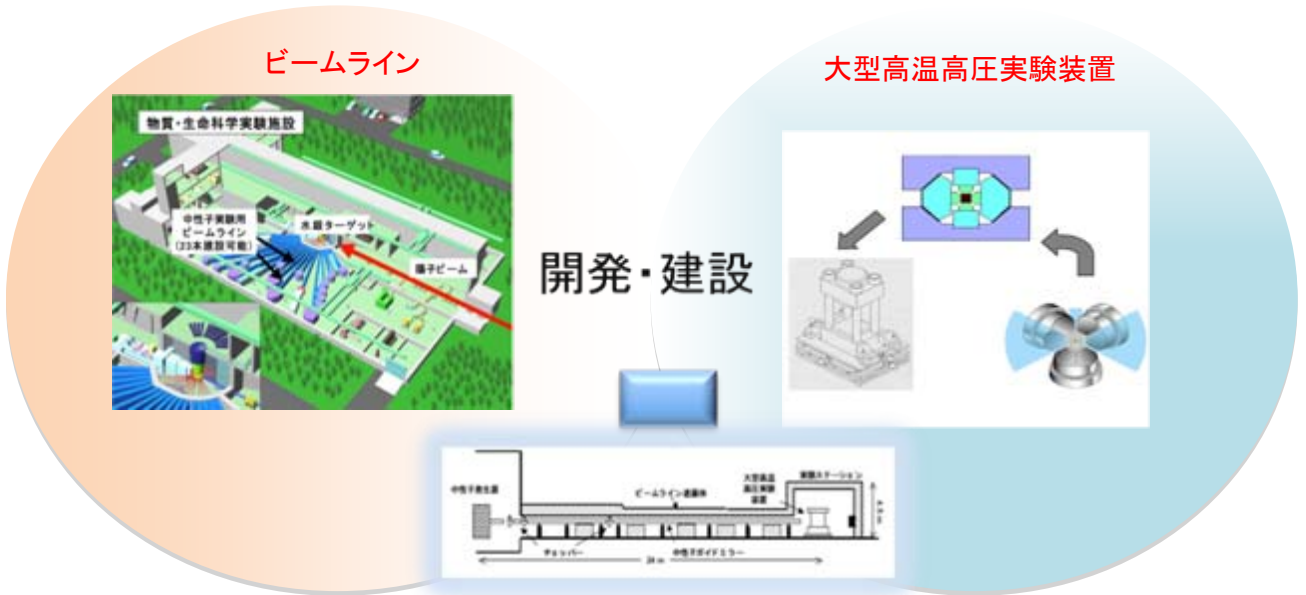 ビームライン
大型高温高圧実験装置
物質・生命科学実験施設
中性子実験用
ビームライン
(23本建設可能)
水銀ターゲット
陽子ビーム
開発・建設
中性子発生源
ビームライン遮蔽体
大型高温
高圧実験
装置
実験ステーション
チョッパー
中性子ガイドミラー